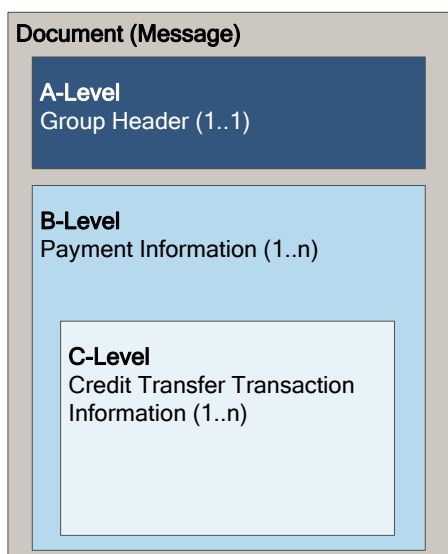 Document (Message)
A-Level
Group Header (1..1)
B-Level
Payment Information (1..n)
C-Level
Credit Transfer Transaction
Information (1..n)